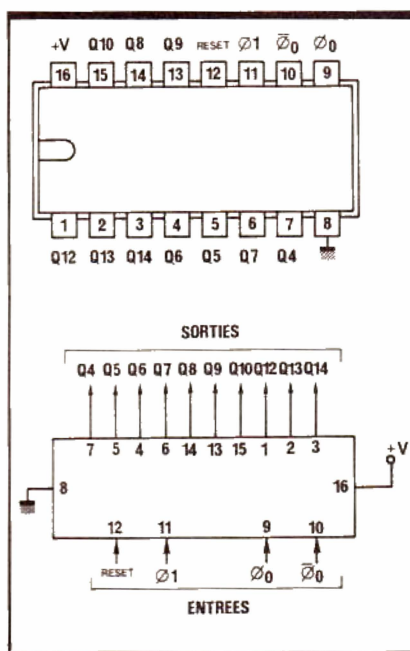 +V Q10 Q8 Q9 RESET Ø1 Ø̅0 Ø0
16 15 14 13 12 11 10 9
1 2 3 4 5 6 7 8
Q12 Q13 Q14 Q6 Q5 Q7 Q4
SORTIES
Q4 Q5 Q6 Q7 Q8 Q9 Q10 Q12 Q13 Q14
7 5 4 6 14 13 15 1 2 3
+V
8 16
12 11 9 10
RESET Ø1 Ø0 Ø̅0
ENTREES